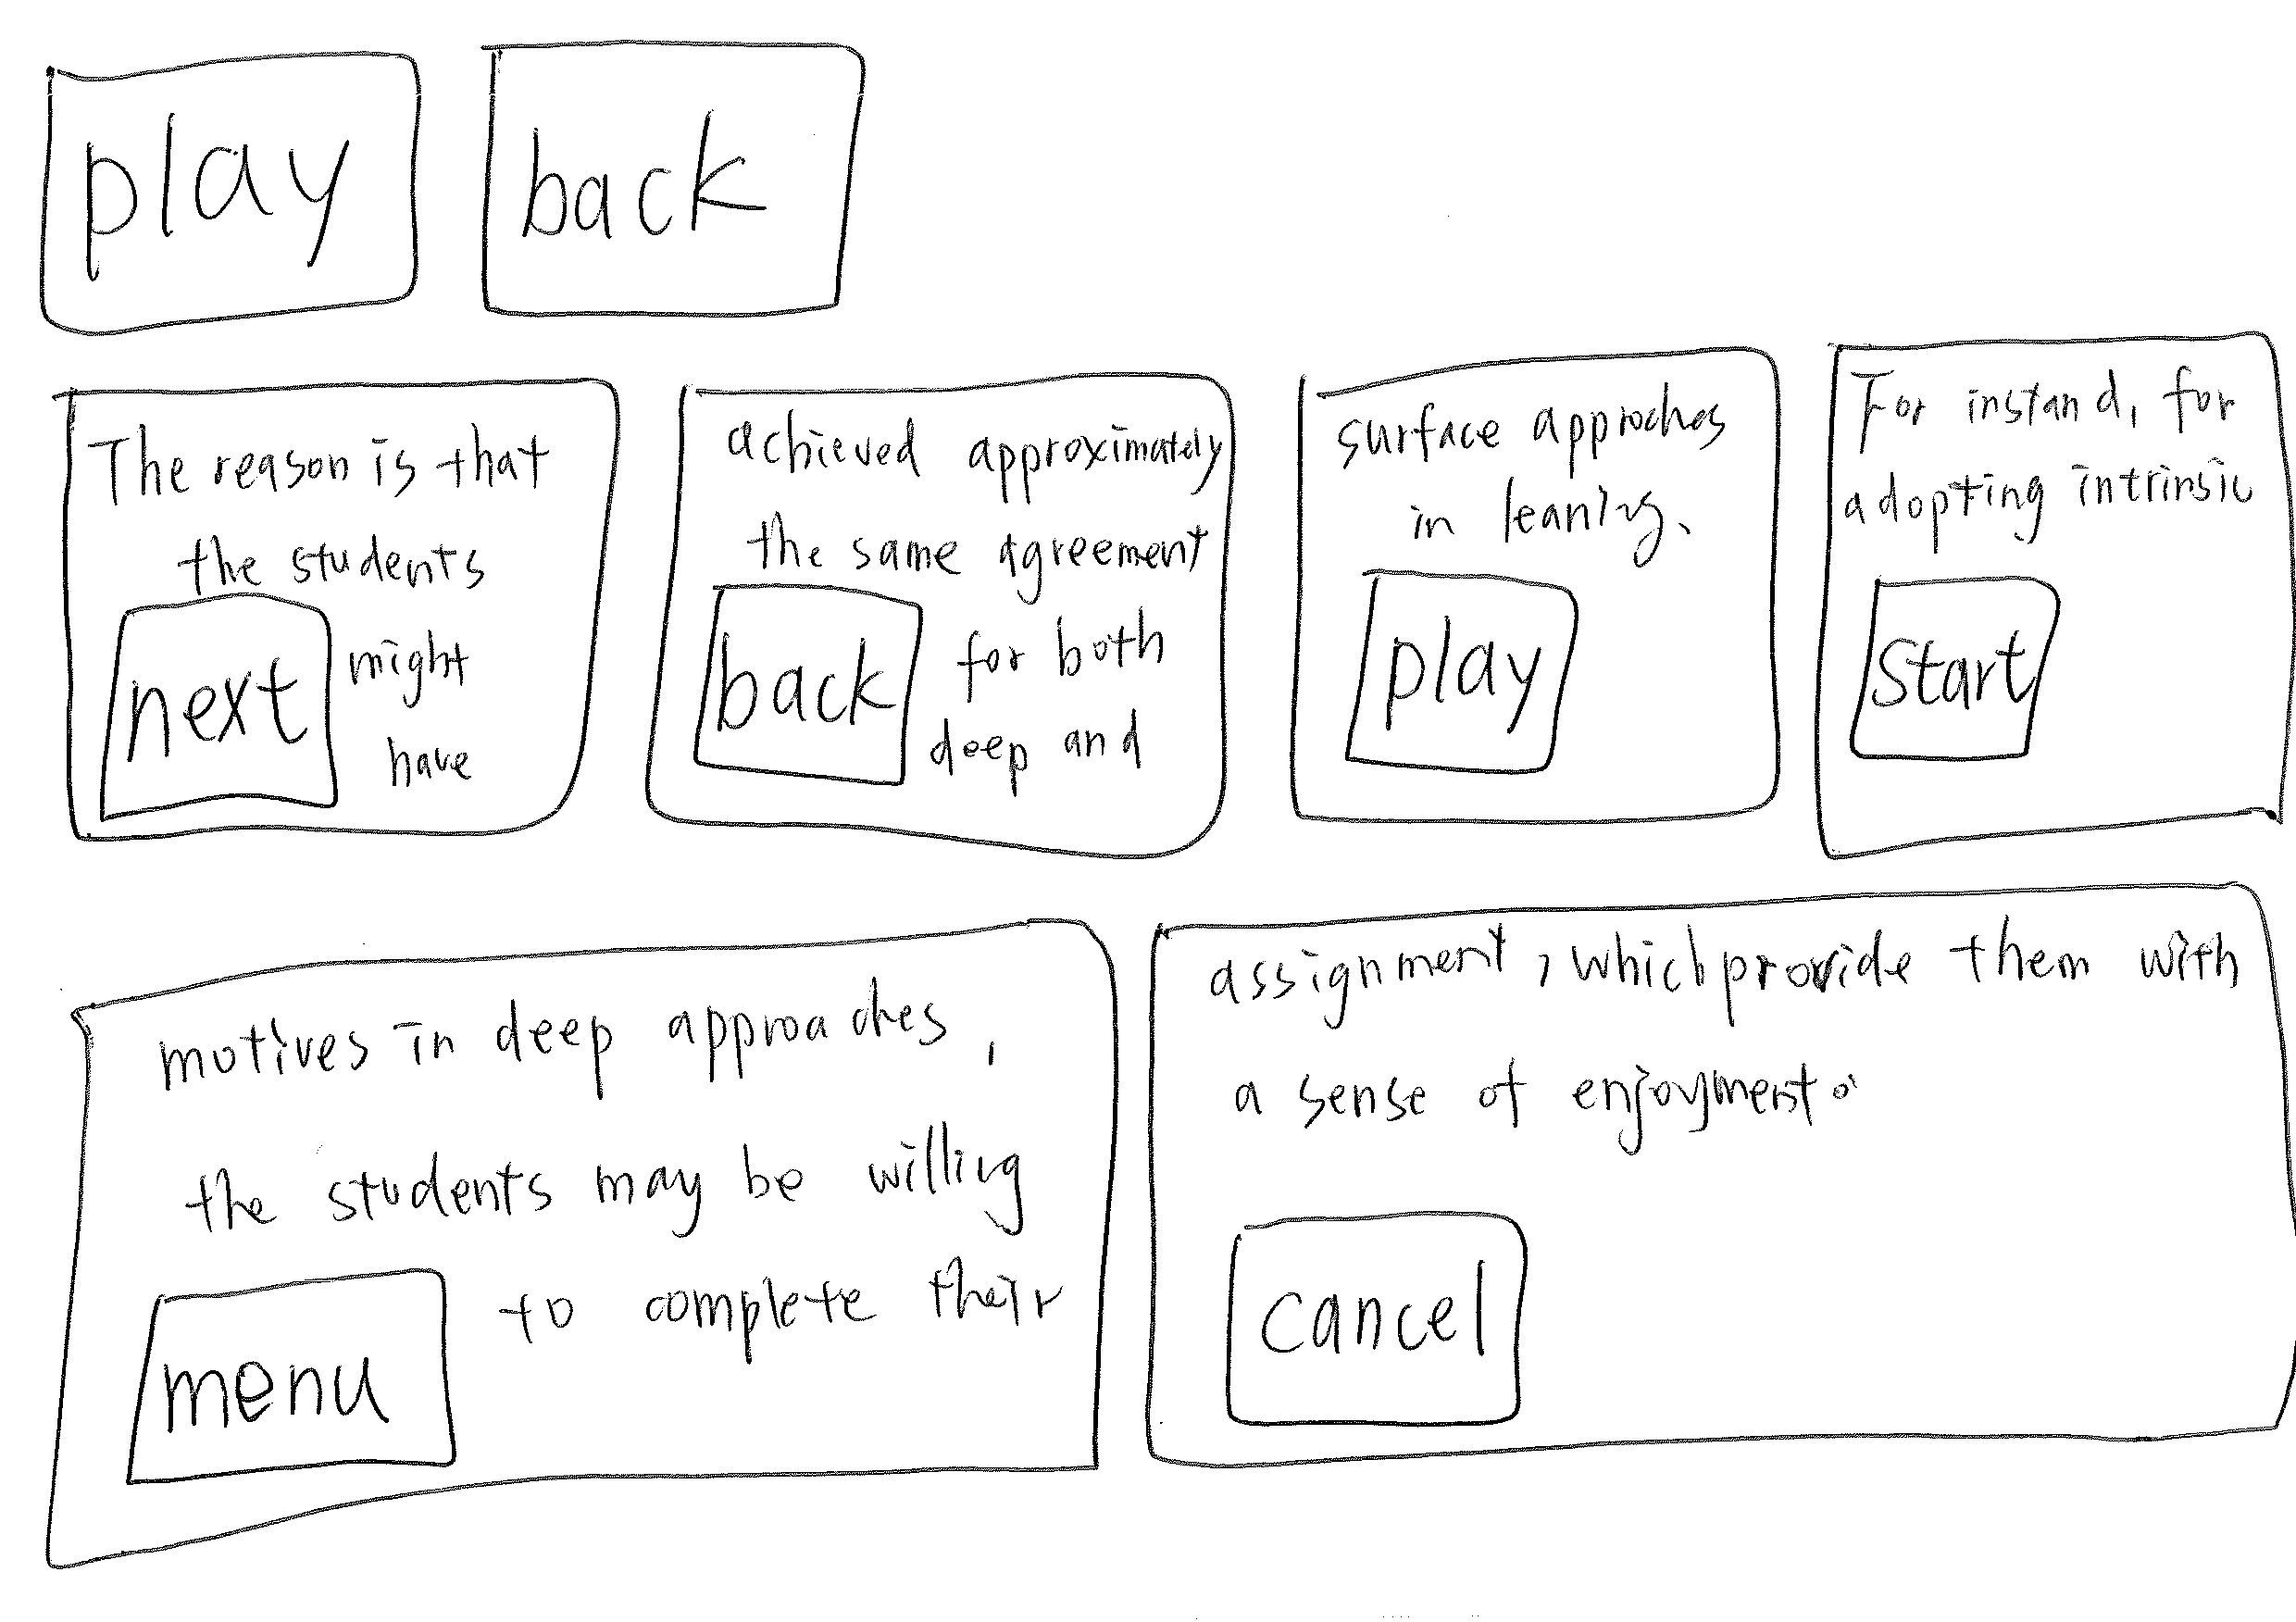 play
back
The reason is that
the students
might
next
have
achieved approximately
the same agreement
for both
back
deep and
surface approches
in leaning.
play
For instand, for
adopting intrinsic
start
motives in deep approaches,
the students may be willing
to complete their
menu
assignment, which provide them with
a sense of enjoyment.
cancel